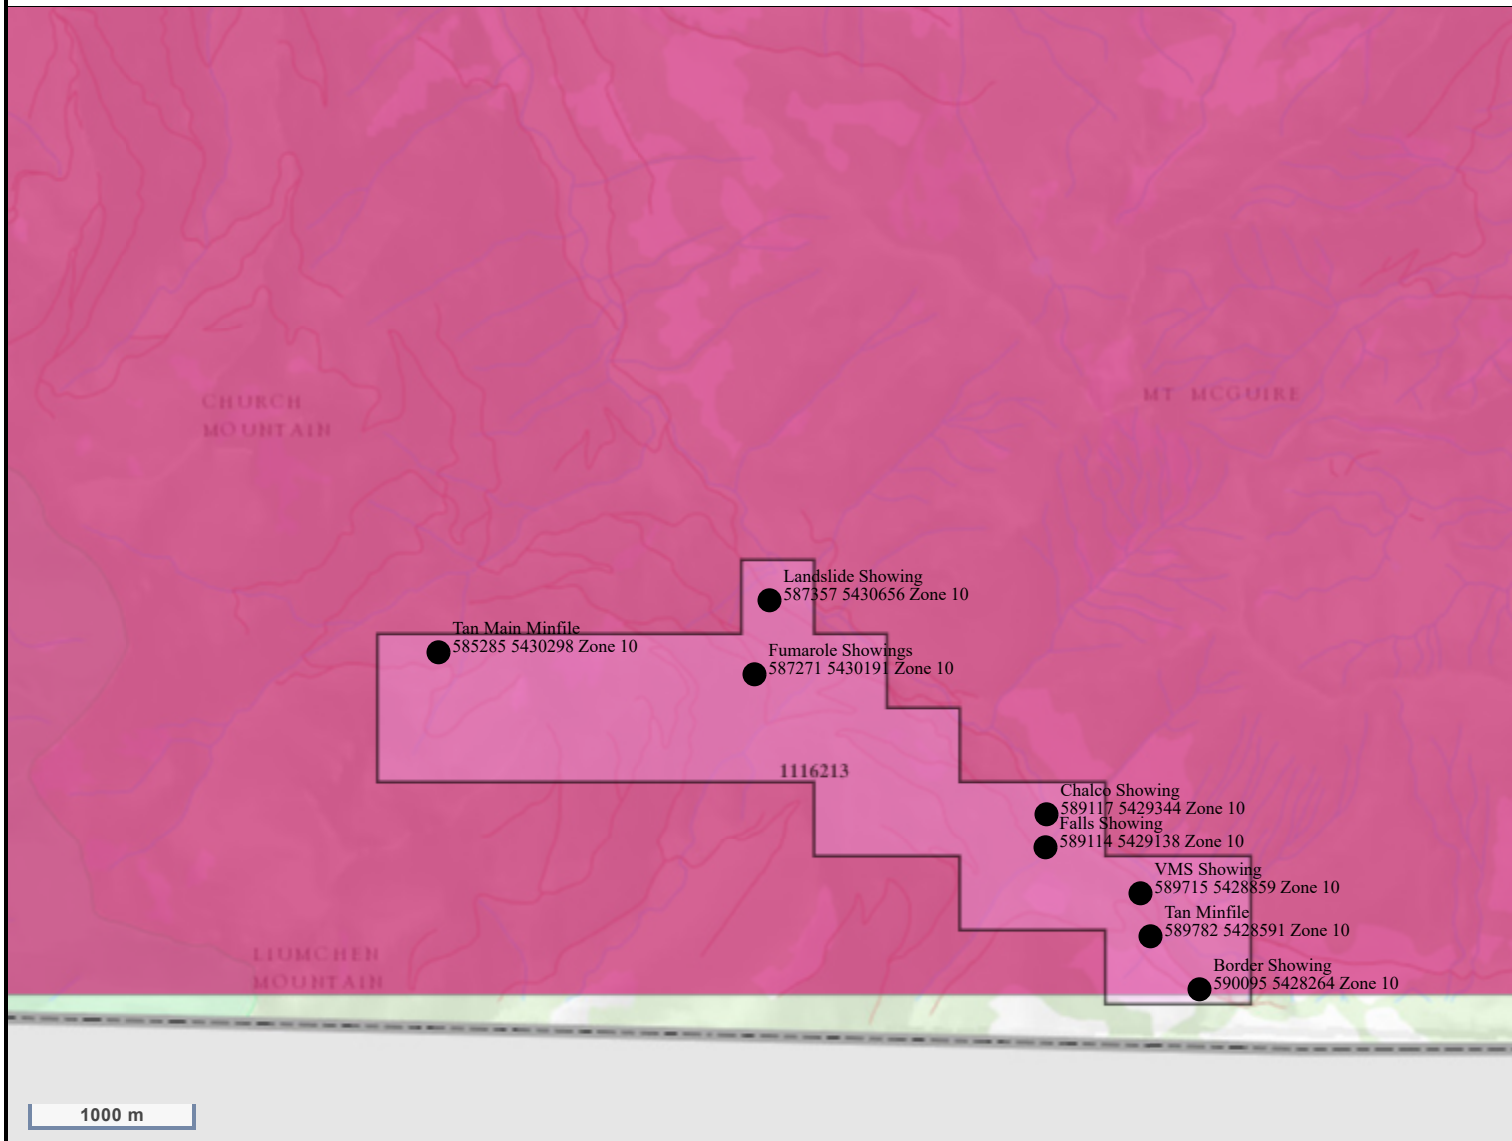 CHURCH
MOUNTAIN
MT MCGUIRE
Landslide Showing
587357 5430656 Zone 10
Tan Main Minfile
585285 5430298 Zone 10
Fumarole Showings
587271 5430191 Zone 10
1116213
Chalco Showing
589117 5429344 Zone 10
Falls Showing
589114 5429138 Zone 10
VMS Showing
589715 5428859 Zone 10
Tan Minfile
589782 5428591 Zone 10
LIUMCHEN
MOUNTAIN
Border Showing
590095 5428264 Zone 10
1000 m